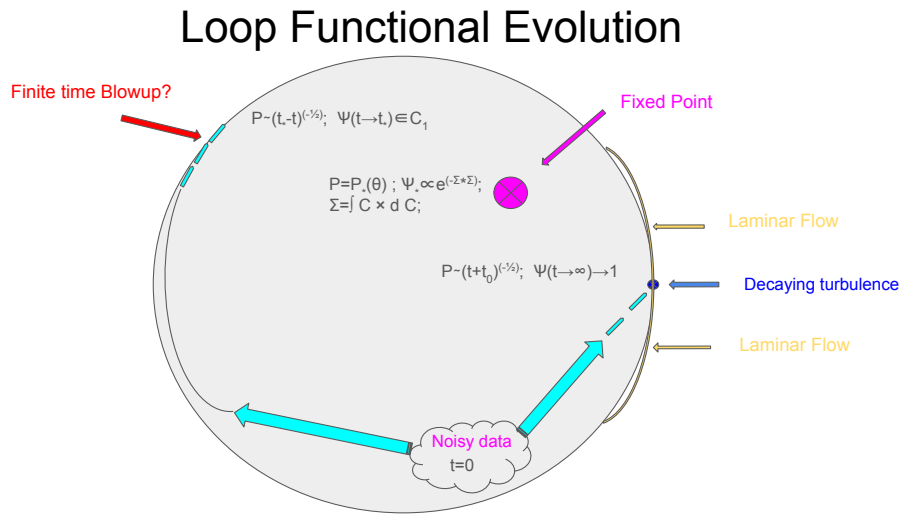 Loop Functional Evolution
Finite time Blowup?
P~(t*-t)^(-½); Ψ(t→t*)∈C₁
Fixed Point
P=P*(θ) ; Ψ*∝e^(-Σ*Σ);
Σ=∫ C × d C;
Laminar Flow
P~(t+t₀)^(-½); Ψ(t→∞)→1
Decaying turbulence
Laminar Flow
Noisy data
t=0